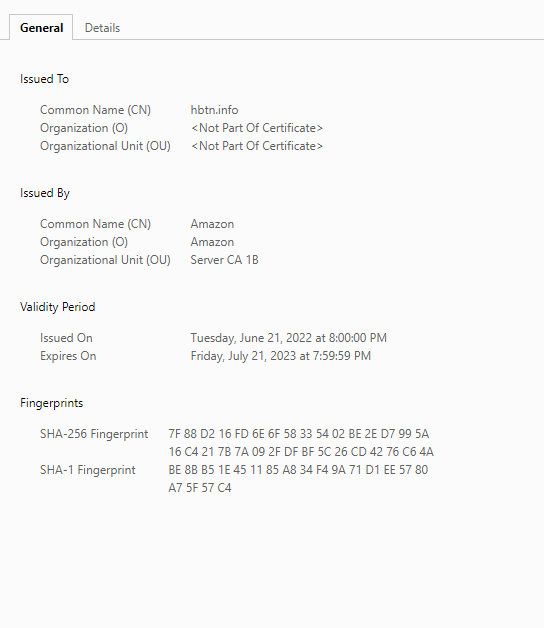 General Details
Issued To
Common Name (CN) hbtn.info
Organization (O) <Not Part Of Certificate>
Organizational Unit (OU) <Not Part Of Certificate>
Issued By
Common Name (CN) Amazon
Organization (O) Amazon
Organizational Unit (OU) Server CA 1B
Validity Period
Issued On Tuesday, June 21, 2022 at 8:00:00 PM
Expires On Friday, July 21, 2023 at 7:59:59 PM
Fingerprints
SHA-256 Fingerprint 7F 88 D2 16 FD 6E 6F 58 33 54 02 BE 2E D7 99 5A
16 C4 21 7B 7A 09 2F DF BF 5C 26 CD 42 76 C6 4A
SHA-1 Fingerprint BE 8B B5 1E 45 11 85 A8 34 F4 9A 71 D1 EE 57 80
A7 5F 57 C4